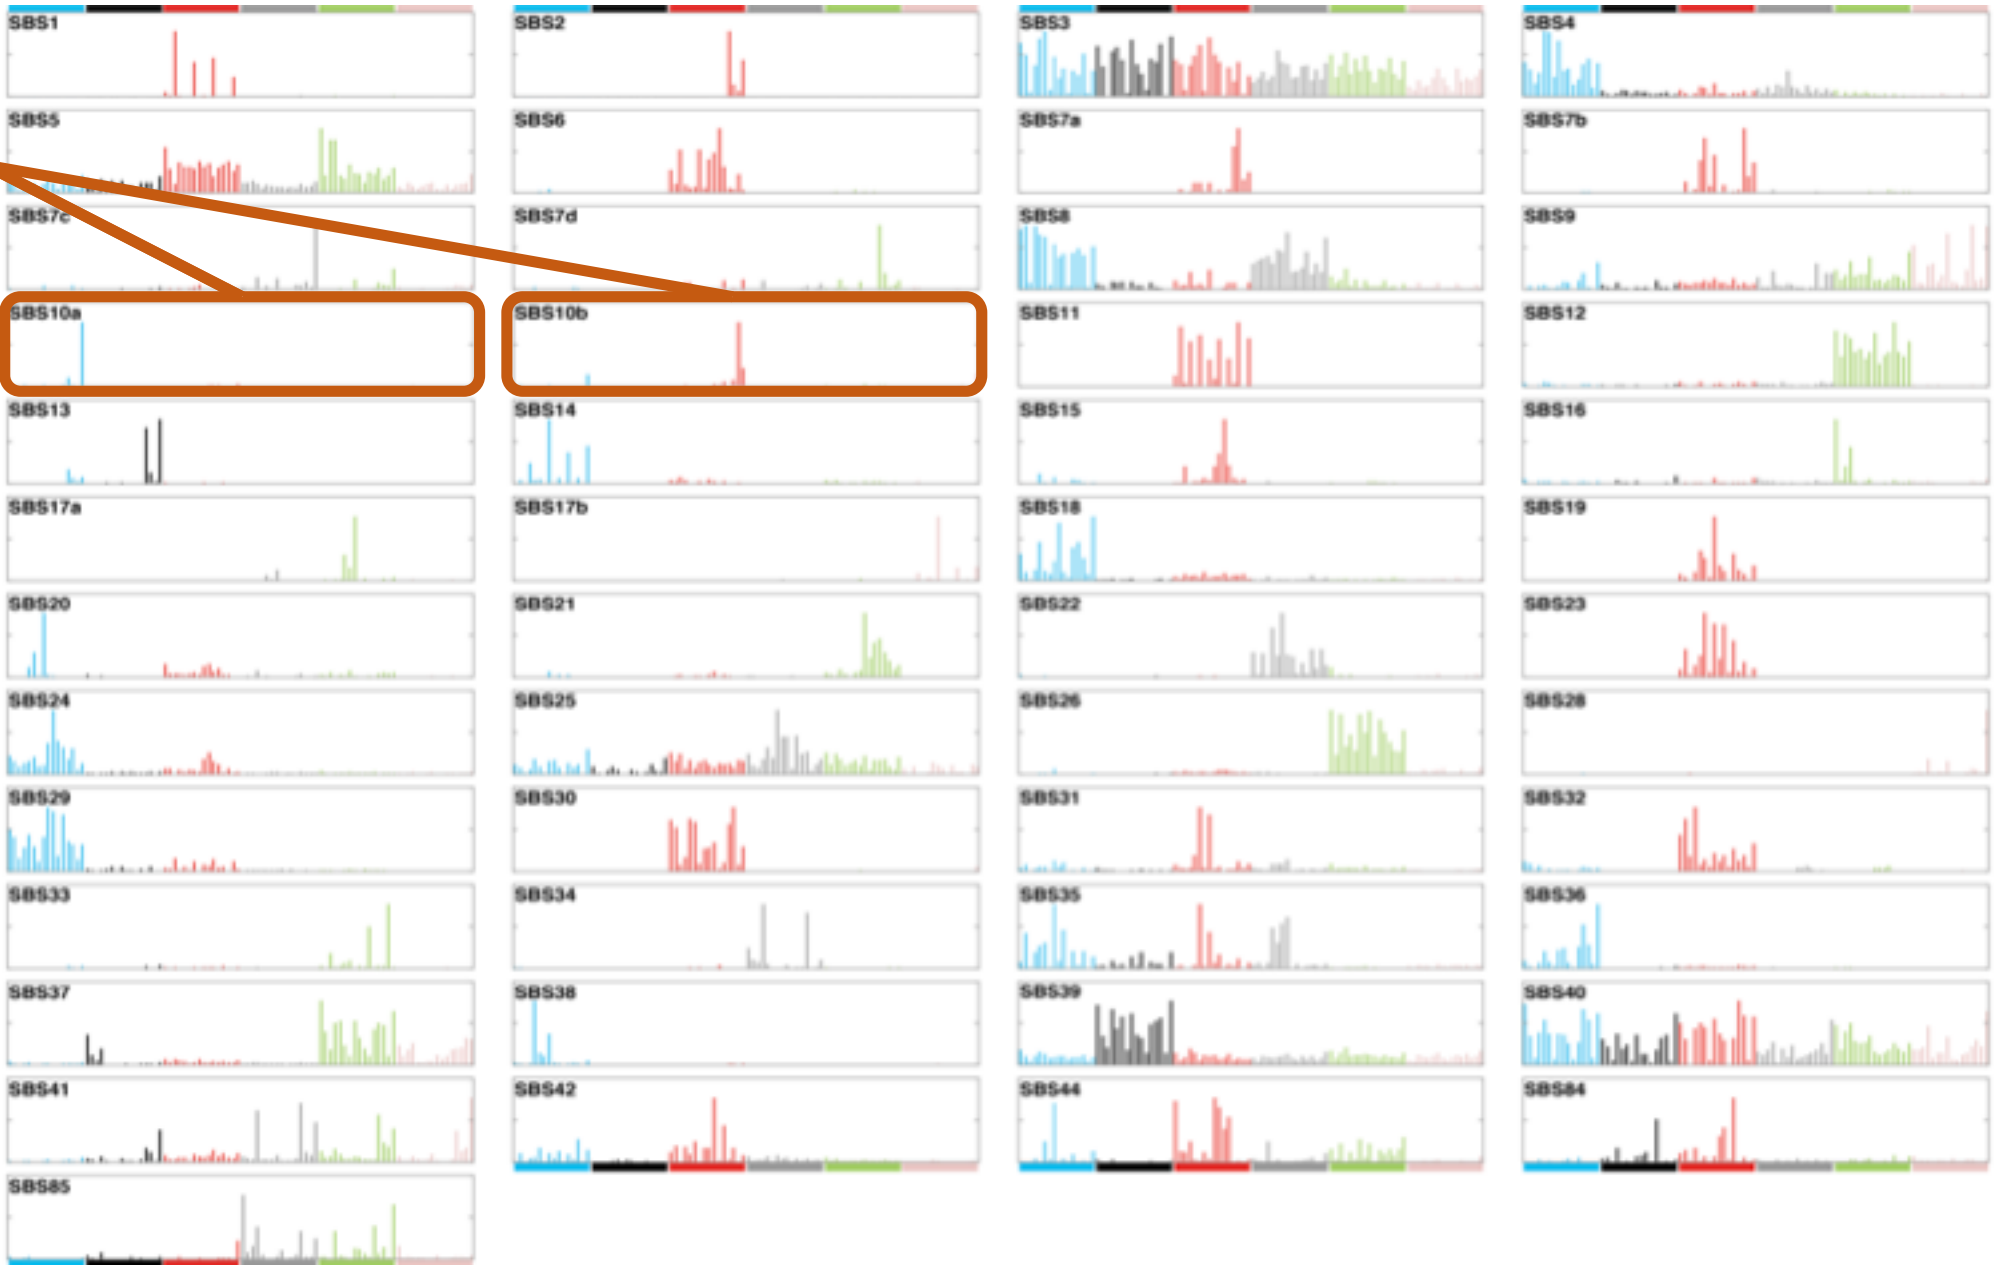 SBS1 SBS2 SBS3 SBS4
SBS5 SBS6 SBS7a SBS7b
SBS7c SBS7d SBS8 SBS9
SBS10a SBS10b SBS11 SBS12
SBS13 SBS14 SBS15 SBS16
SBS17a SBS17b SBS18 SBS19
SBS20 SBS21 SBS22 SBS23
SBS24 SBS25 SBS26 SBS28
SBS29 SBS30 SBS31 SBS32
SBS33 SBS34 SBS35 SBS36
SBS37 SBS38 SBS39 SBS40
SBS41 SBS42 SBS44 SBS84
SBS85